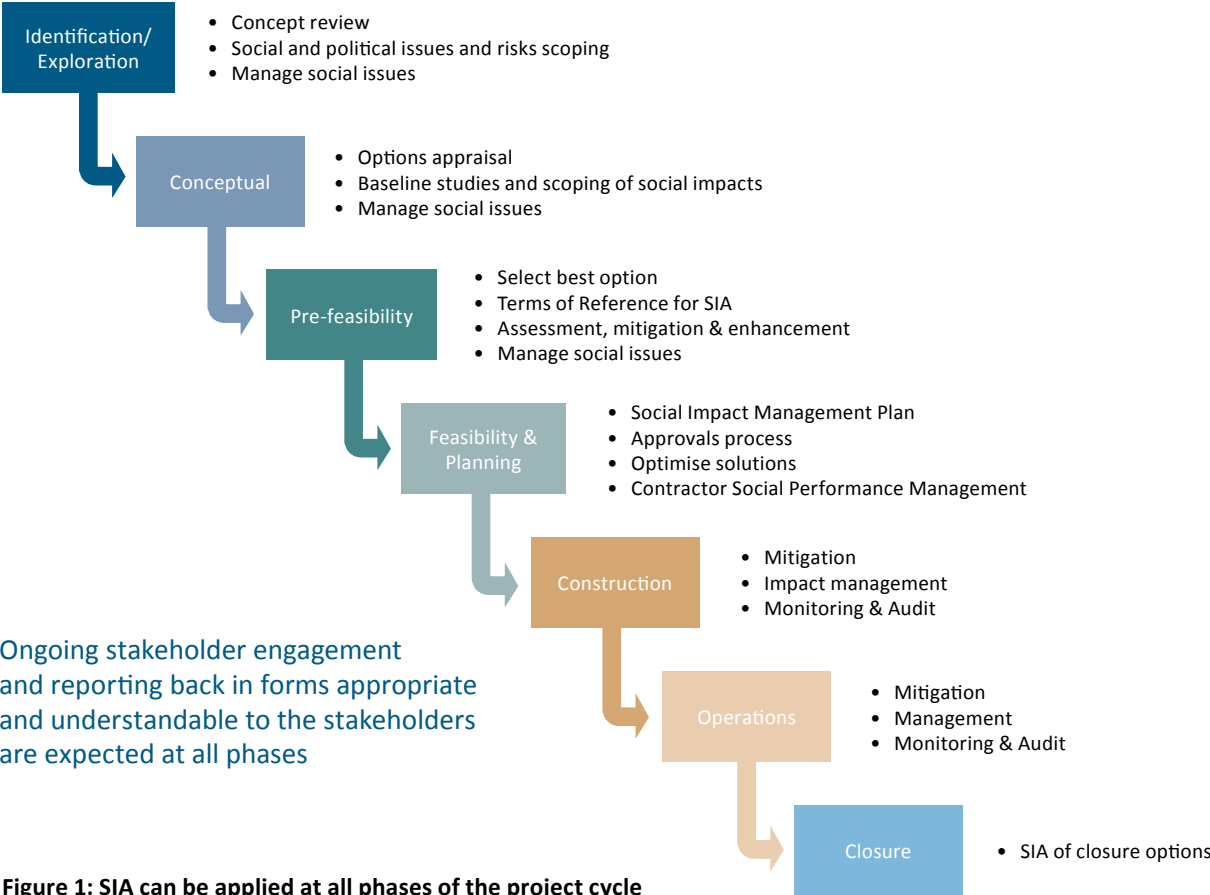 Identification/
Exploration
• Concept review
• Social and political issues and risks scoping
• Manage social issues
Conceptual
• Options appraisal
• Baseline studies and scoping of social impacts
• Manage social issues
Pre-feasibility
• Select best option
• Terms of Reference for SIA
• Assessment, mitigation & enhancement
• Manage social issues
Feasibility &
Planning
• Social Impact Management Plan
• Approvals process
• Optimise solutions
• Contractor Social Performance Management
Construction
• Mitigation
• Impact management
• Monitoring & Audit
Ongoing stakeholder engagement
and reporting back in forms appropriate
and understandable to the stakeholders
are expected at all phases
Operations
• Mitigation
• Management
• Monitoring & Audit
Closure
• SIA of closure options
Figure 1: SIA can be applied at all phases of the project cycle